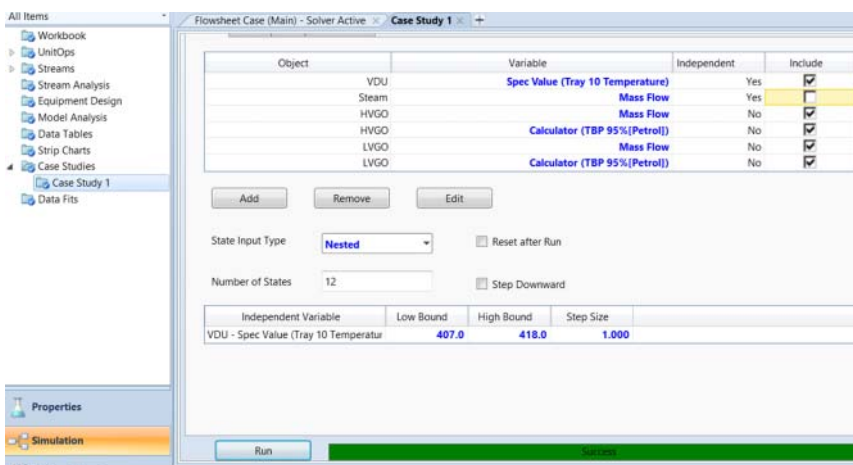 All Items
Flowsheet Case (Main) - Solver Active Case Study 1 +
Workbook
UnitOps
Streams
Stream Analysis
Equipment Design
Model Analysis
Data Tables
Strip Charts
Case Studies
Case Study 1
Data Fits
Properties
Simulation
Object Variable Independent Include
VDU Spec Value (Tray 10 Temperature) Yes
Steam Mass Flow Yes
HVGO Mass Flow No
HVGO Calculator (TBP 95%[Petrol]) No
LVGO Mass Flow No
LVGO Calculator (TBP 95%[Petrol]) No
Add Remove Edit
State Input Type Nested Reset after Run
Number of States 12 Step Downward
Independent Variable Low Bound High Bound Step Size
VDU - Spec Value (Tray 10 Temperatur 407.0 418.0 1.000
Run Success